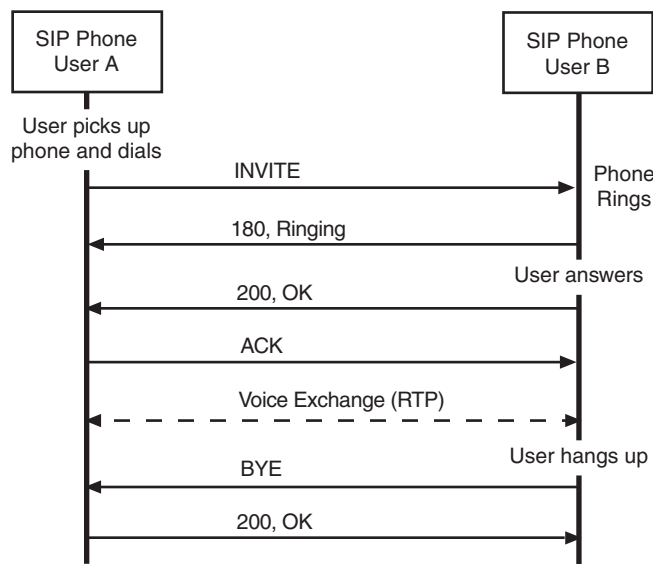 SIP Phone
User A
SIP Phone
User B
User picks up
phone and dials
INVITE
Phone
Rings
180, Ringing
User answers
200, OK
ACK
Voice Exchange (RTP)
User hangs up
BYE
200, OK